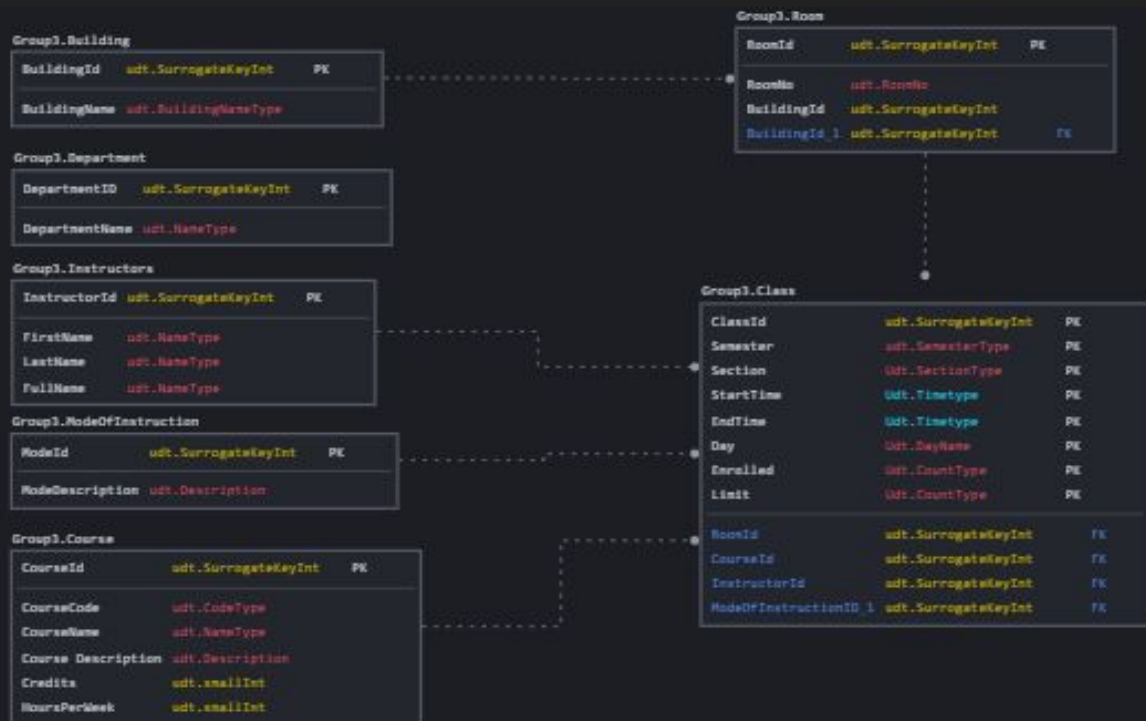 Group3.Building
BuildingId udt.SurrogateKeyInt PK
BuildingName udt.BuildingNameType
Group3.Room
RoomId udt.SurrogateKeyInt PK
RoomNo udt.RoomNo
BuildingId udt.SurrogateKeyInt
BuildingId_1 udt.SurrogateKeyInt FK
Group3.Department
DepartmentID udt.SurrogateKeyInt PK
DepartmentName udt.NameType
Group3.Instructors
InstructorId udt.SurrogateKeyInt PK
FirstName udt.NameType
LastName udt.NameType
FullName udt.NameType
Group3.ModeOfInstruction
ModeId udt.SurrogateKeyInt PK
ModeDescription udt.Description
Group3.Course
CourseId udt.SurrogateKeyInt PK
CourseCode udt.CodeType
CourseName udt.NameType
Course Description udt.Description
Credits udt.smallInt
HoursPerWeek udt.smallInt
Group3.Class
ClassId udt.SurrogateKeyInt PK
Semester udt.SemesterType PK
Section Udt.SectionType PK
StartTime Udt.Timetype PK
EndTime Udt.Timetype PK
Day Udt.DayName PK
Enrolled Udt.CountType PK
Limit Udt.CountType PK
RoomId udt.SurrogateKeyInt FK
CourseId udt.SurrogateKeyInt FK
InstructorId udt.SurrogateKeyInt FK
ModeOfInstructionID_1 udt.SurrogateKeyInt FK